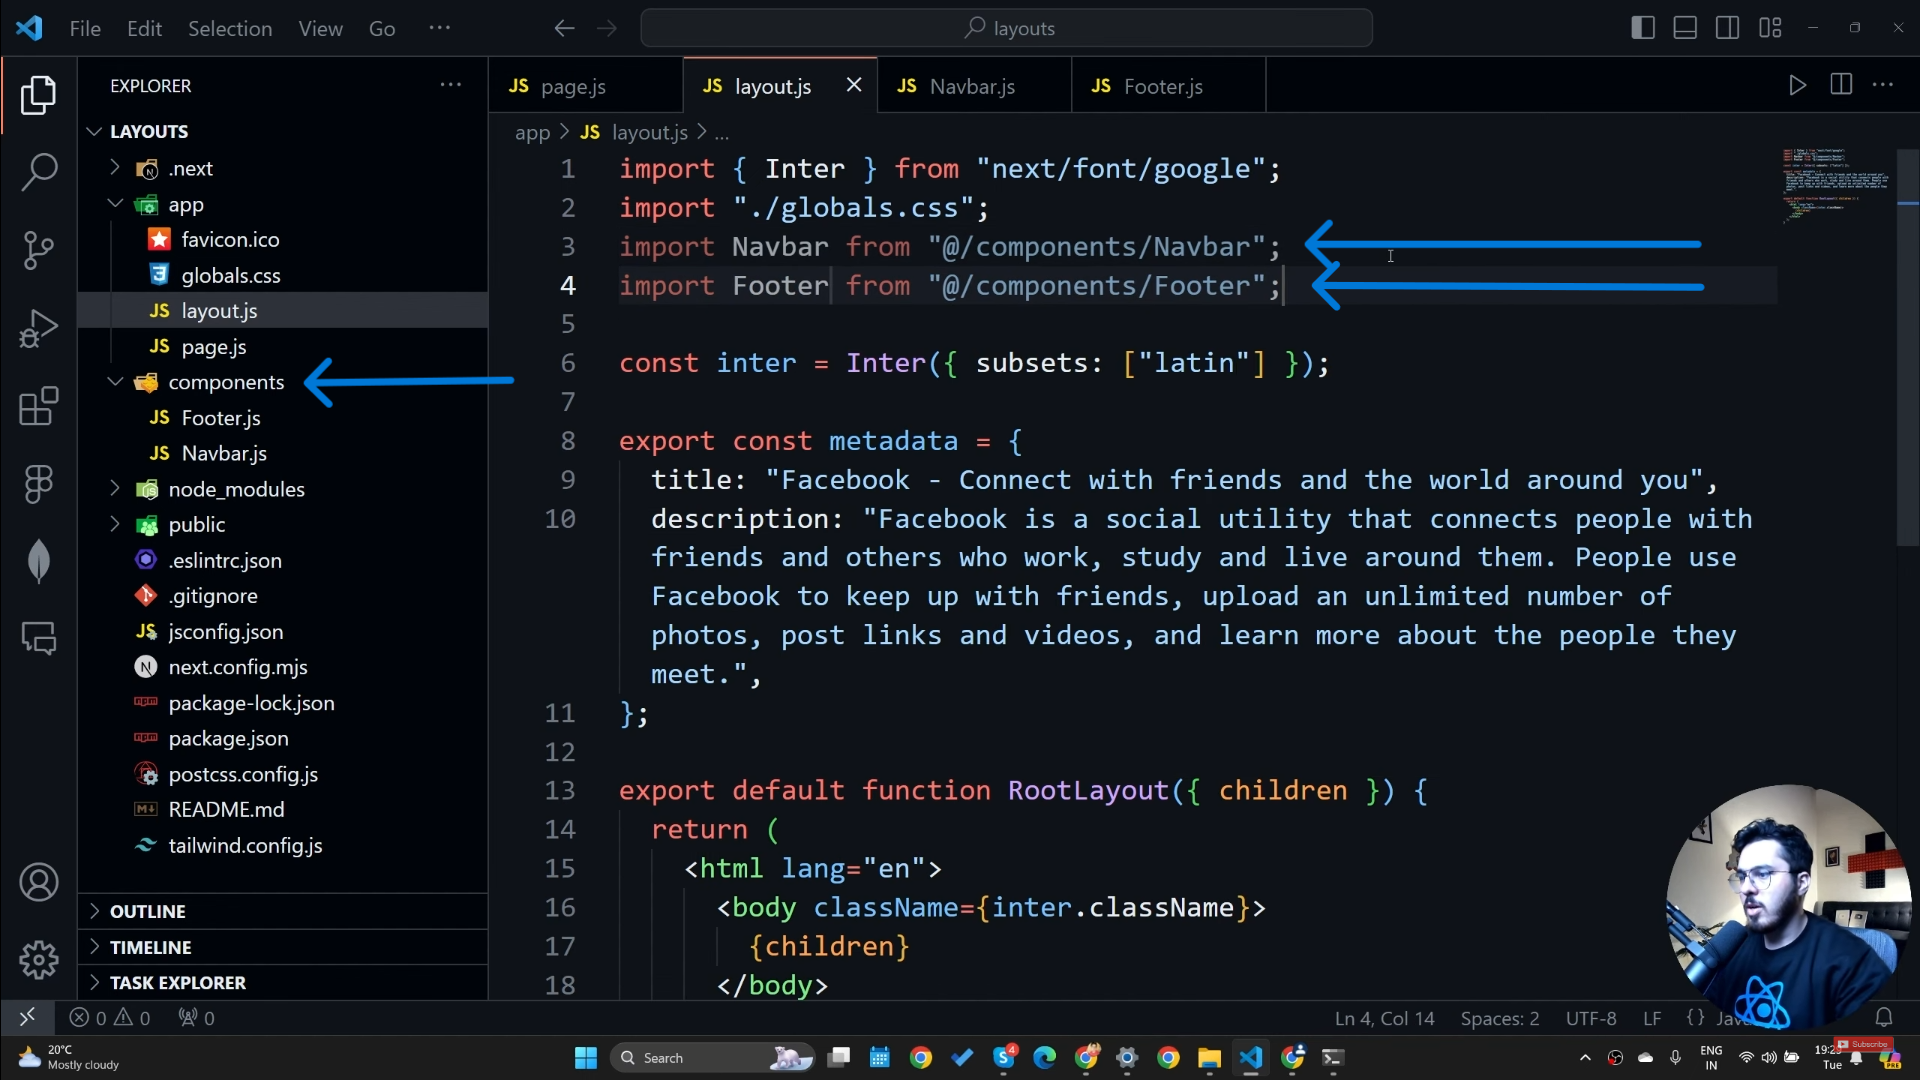 File Edit Selection View Go ... layouts
EXPLORER ...
LAYOUTS
.next
app
favicon.ico
globals.css
JS layout.js
JS page.js
components
JS Footer.js
JS Navbar.js
node_modules
public
.eslintrc.json
.gitignore
JS jsconfig.json
N next.config.mjs
npm package-lock.json
npm package.json
postcss.config.js
M↓ README.md
tailwind.config.js
OUTLINE
TIMELINE
TASK EXPLORER
JS page.js JS layout.js JS Navbar.js JS Footer.js
app > JS layout.js > ...
1 import { Inter } from "next/font/google";
2 import "./globals.css";
3 import Navbar from "@/components/Navbar";
4 import Footer from "@/components/Footer";
5
6 const inter = Inter({ subsets: ["latin"] });
7
8 export const metadata = {
9 title: "Facebook - Connect with friends and the world around you",
10 description: "Facebook is a social utility that connects people with
friends and others who work, study and live around them. People use
Facebook to keep up with friends, upload an unlimited number of
photos, post links and videos, and learn more about the people they
meet.",
11 };
12
13 export default function RootLayout({ children }) {
14 return (
15 <html lang="en">
16 <body className={inter.className}>
17 {children}
18 </body>
0 0 0 Ln 4, Col 14 Spaces: 2 UTF-8 LF {}
20°C
Mostly cloudy
Search
4
ENG
IN
Tue
Subscribe
PRE